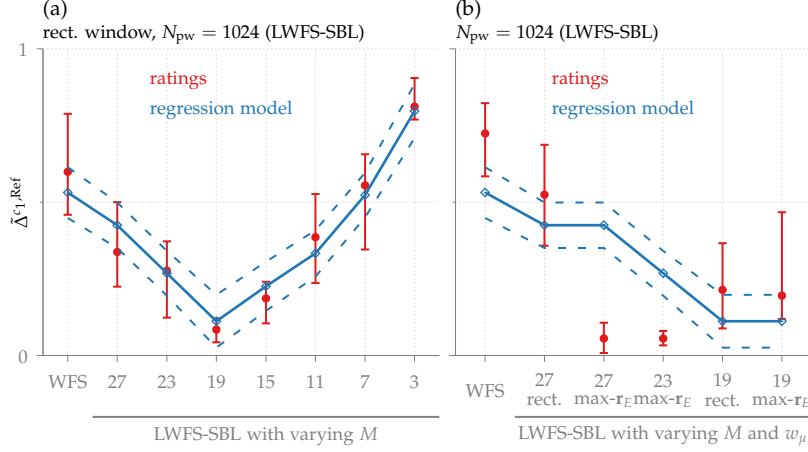 (a)
rect. window, N_pw = 1024 (LWFS-SBL)
ratings
regression model
1
0
Δ̃^c₁,Ref
WFS 27 23 19 15 11 7 3
LWFS-SBL with varying M
(b)
N_pw = 1024 (LWFS-SBL)
ratings
regression model
WFS 27 27 23 19 19
rect. max-r_E max-r_E rect. max-r_E
LWFS-SBL with varying M and w_μ